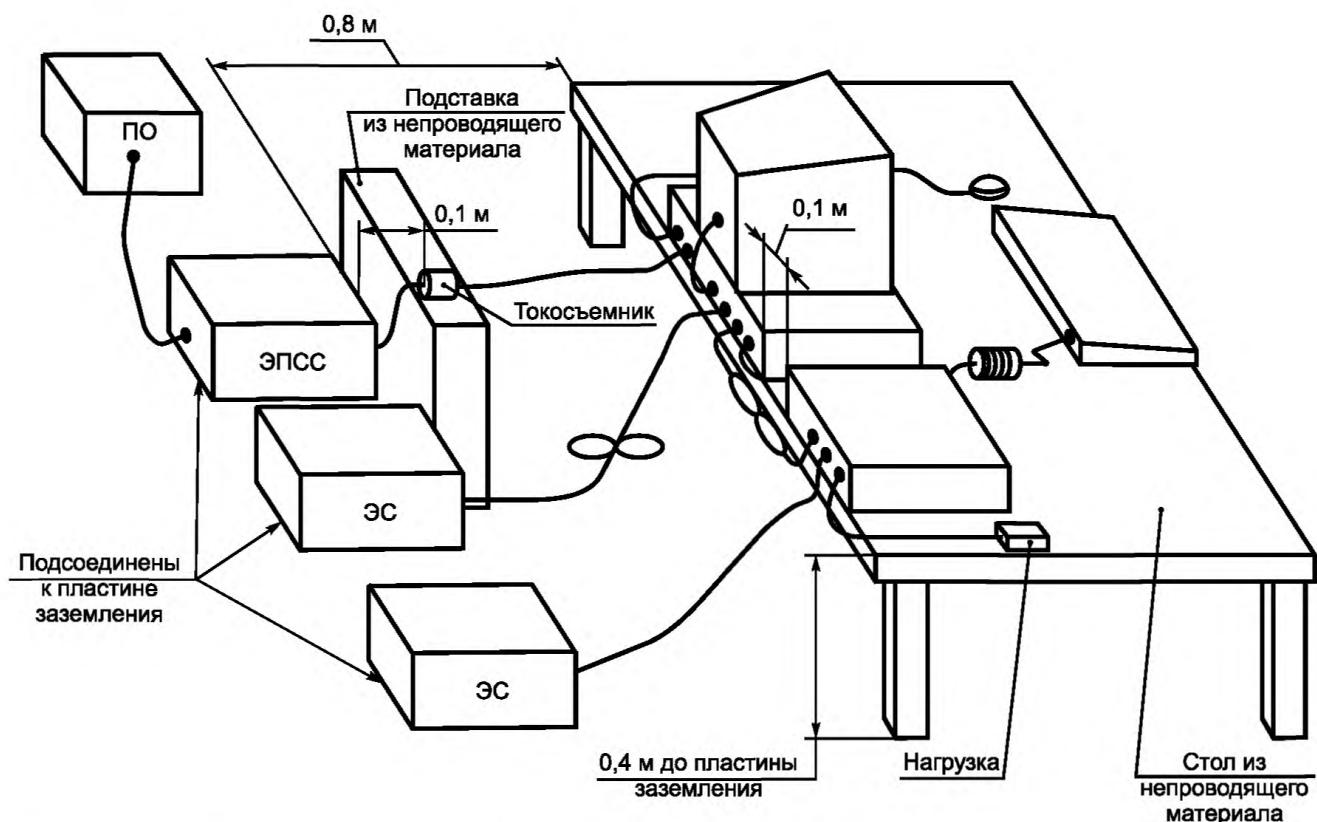 0,8 м
ПО
Подставка
из непроводящего
материала
0,1 м
0,1 м
Токосъемник
ЭПСС
ЭС
Подсоединены
к пластине
заземления
ЭС
0,4 м до пластины
заземления
Нагрузка
Стол из
непроводящего
материала